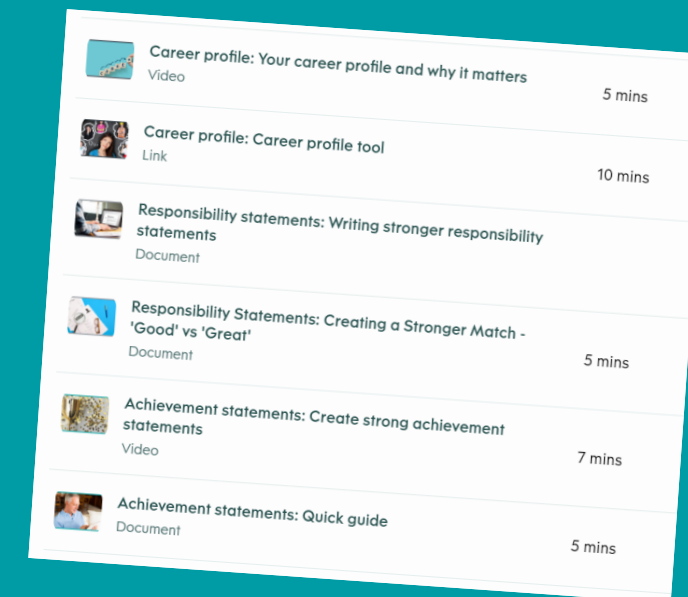 Career profile: Your career profile and why it matters
Video
5 mins
Career profile: Career profile tool
Link
10 mins
Responsibility statements: Writing stronger responsibility
statements
Document
Responsibility Statements: Creating a Stronger Match -
'Good' vs 'Great'
Document
5 mins
Achievement statements: Create strong achievement
statements
Video
7 mins
Achievement statements: Quick guide
Document
5 mins